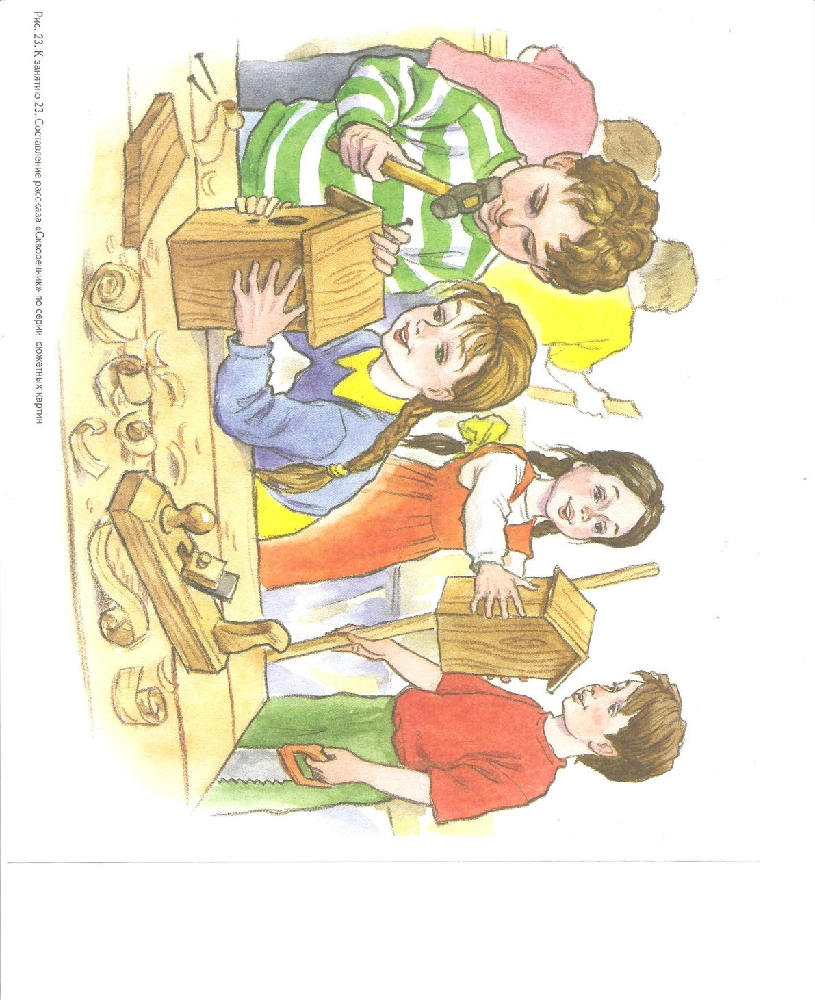 Рис. 23. К занятию 23. Составление рассказа «Скворечник» по серии сюжетных картин